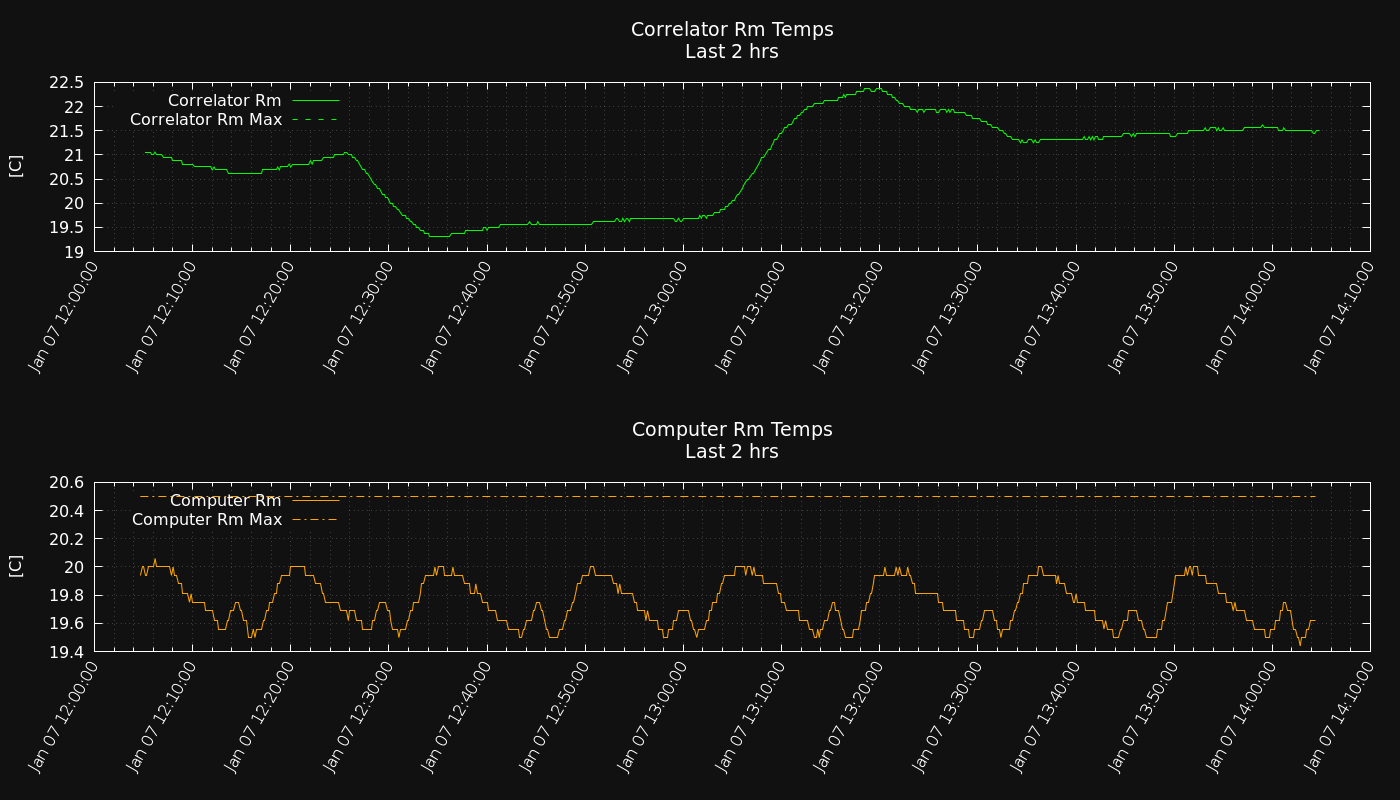 Correlator Rm Temps
Last 2 hrs
22.5
22
21.5
21
20.5
20
19.5
19
[C]
Correlator Rm
Correlator Rm Max
Jan 07 12:00:00
Jan 07 12:10:00
Jan 07 12:20:00
Jan 07 12:30:00
Jan 07 12:40:00
Jan 07 12:50:00
Jan 07 13:00:00
Jan 07 13:10:00
Jan 07 13:20:00
Jan 07 13:30:00
Jan 07 13:40:00
Jan 07 13:50:00
Jan 07 14:00:00
Jan 07 14:10:00
Computer Rm Temps
Last 2 hrs
20.6
20.4
20.2
20
19.8
19.6
19.4
[C]
Computer Rm
Computer Rm Max
Jan 07 12:00:00
Jan 07 12:10:00
Jan 07 12:20:00
Jan 07 12:30:00
Jan 07 12:40:00
Jan 07 12:50:00
Jan 07 13:00:00
Jan 07 13:10:00
Jan 07 13:20:00
Jan 07 13:30:00
Jan 07 13:40:00
Jan 07 13:50:00
Jan 07 14:00:00
Jan 07 14:10:00